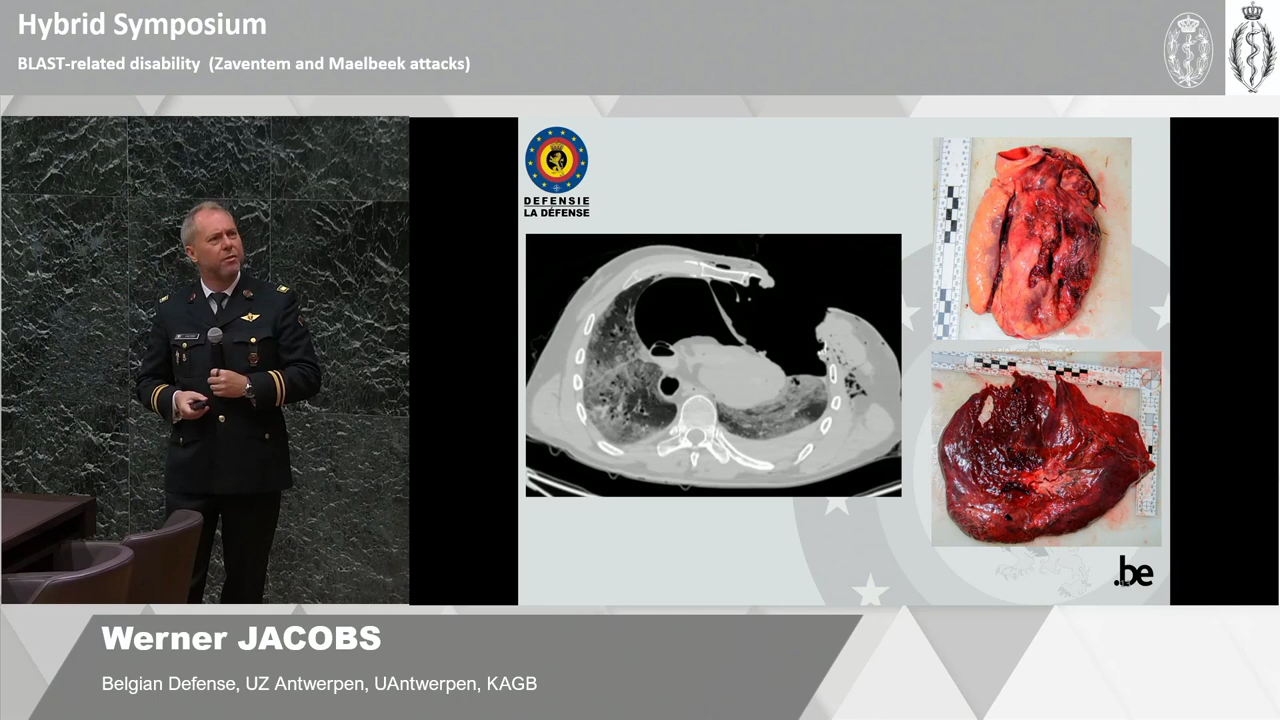 Hybrid Symposium
BLAST-related disability (Zaventem and Maelbeek attacks)
DEFENSIE
LA DÉFENSE
.be
Werner JACOBS
Belgian Defense, UZ Antwerpen, UAntwerpen, KAGB